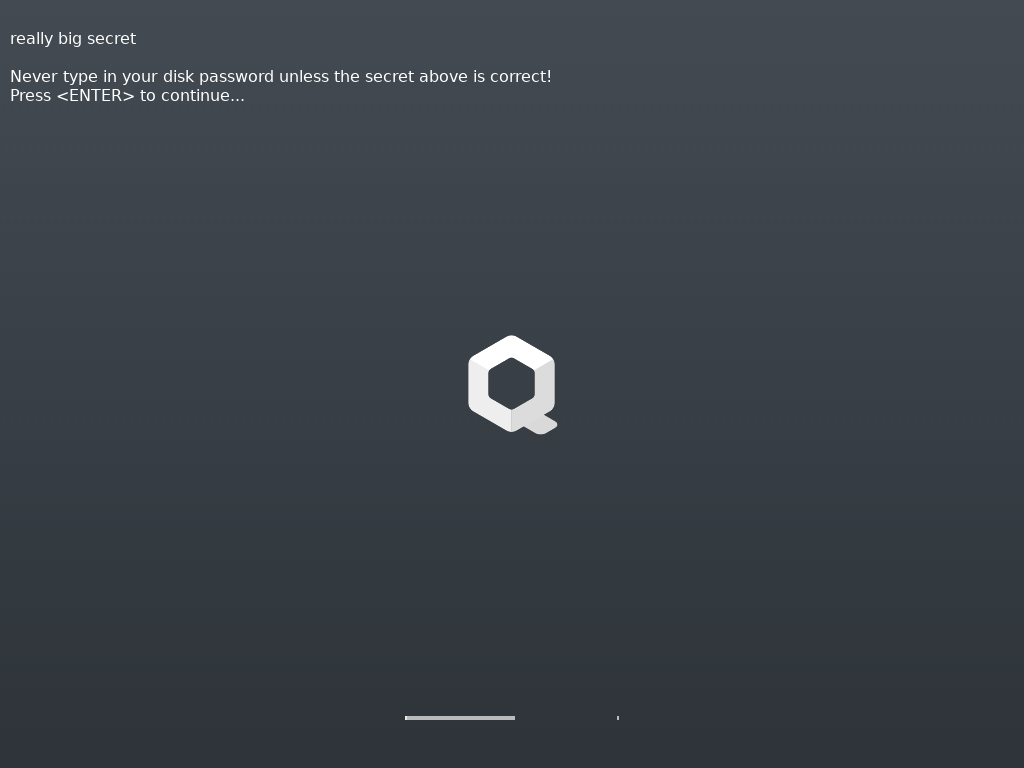 really big secret
Never type in your disk password unless the secret above is correct!
Press <ENTER> to continue...